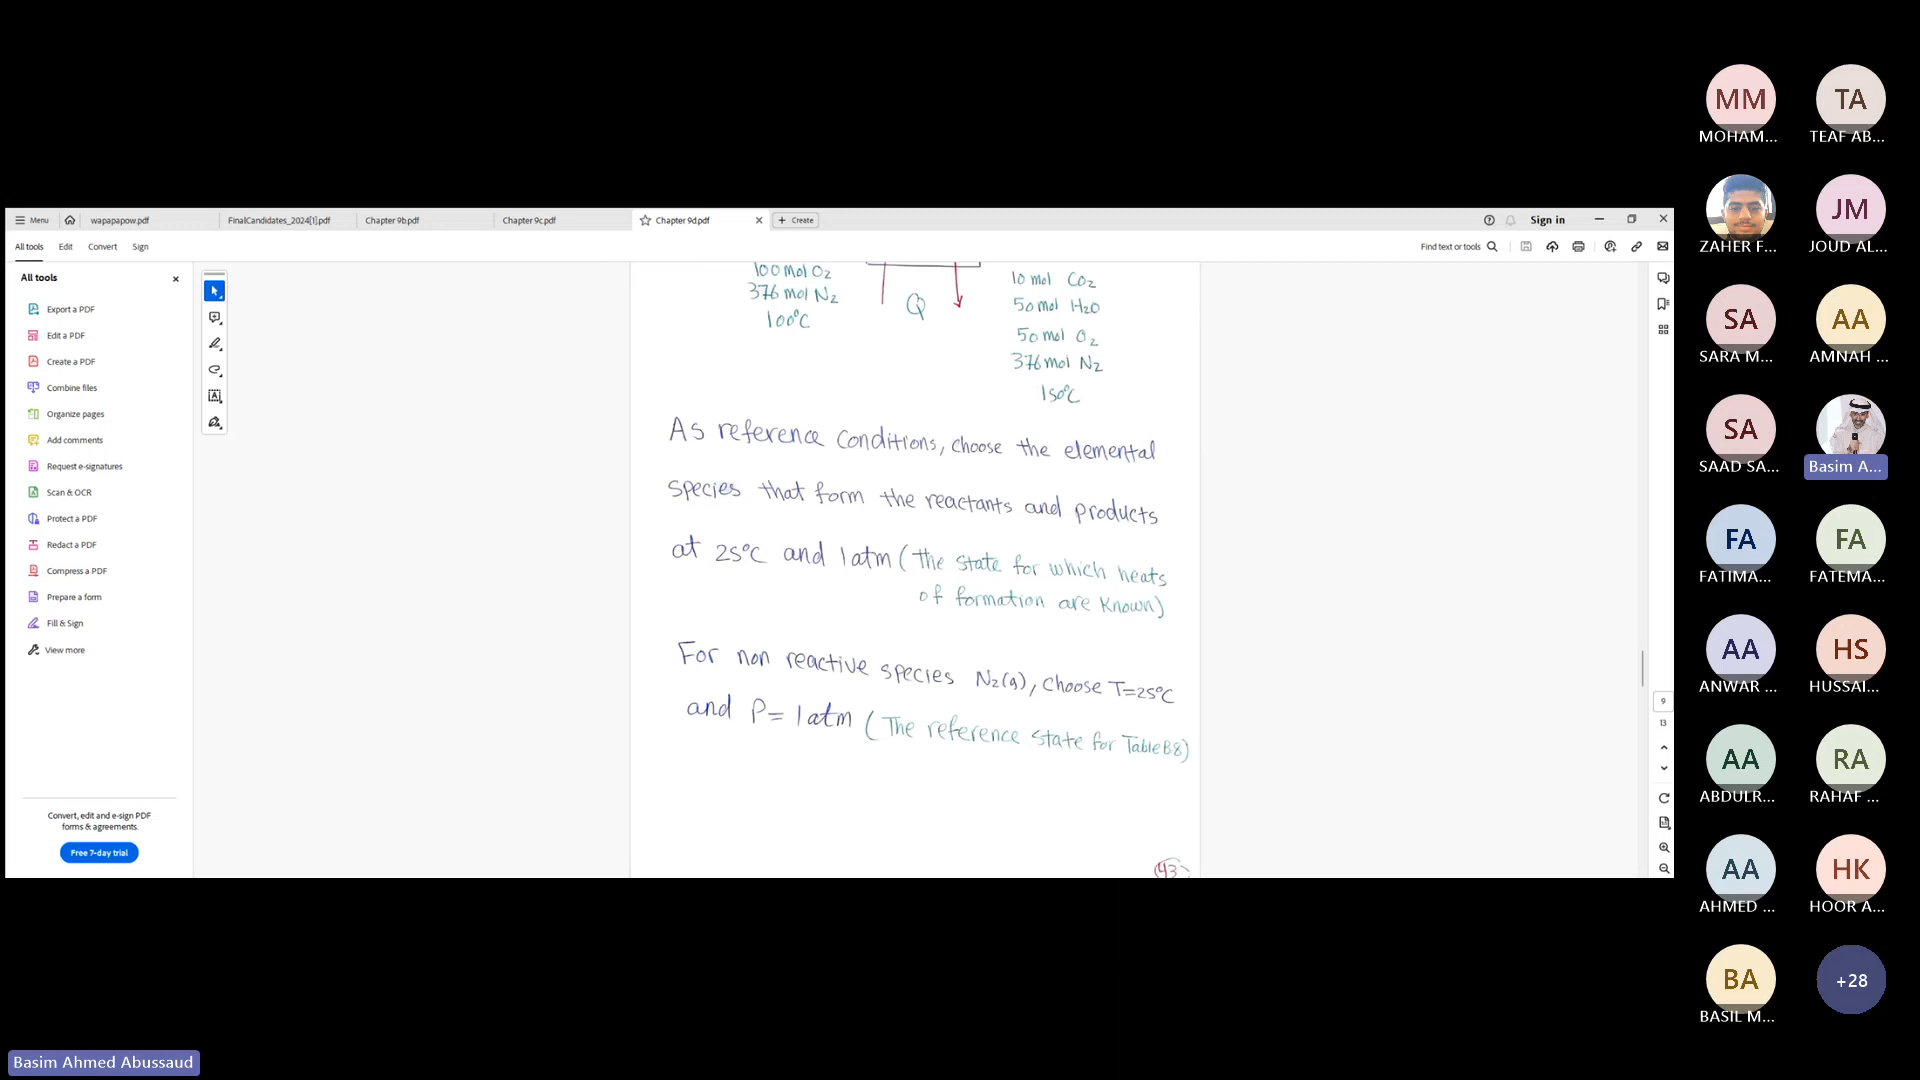 Menu
wapapapow.pdf
FinalCandidates_2024[1].pdf
Chapter 9b.pdf
Chapter 9c.pdf
Chapter 9d.pdf
Create
Sign in
All tools
Edit
Convert
Sign
Find text or tools
All tools
Export a PDF
Edit a PDF
Create a PDF
Combine files
Organize pages
Add comments
Request e-signatures
Scan & OCR
Protect a PDF
Redact a PDF
Compress a PDF
Prepare a form
Fill & Sign
View more
Convert, edit and e-sign PDF
forms & agreements.
Free 7-day trial
100 mol O2
376 mol N2
100°C
Q
10 mol CO2
50 mol H2O
50 mol O2
376 mol N2
150°C
As reference conditions, choose the elemental
species that form the reactants and products
at 25°C and 1 atm (the state for which heats
of formation are known)
For non reactive species N2(g), choose T=25°C
and P= 1 atm (The reference state for Table B8)
43
9
13
MM
MOHAM...
TA
TEAF AB...
ZAHER F...
JM
JOUD AL...
SA
SARA M...
AA
AMNAH ...
SA
SAAD SA...
Basim A...
FA
FATIMA...
FA
FATEMA...
AA
ANWAR ...
HS
HUSSAI...
AA
ABDULR...
RA
RAHAF ...
AA
AHMED ...
HK
HOOR A...
BA
BASIL M...
+28
Basim Ahmed Abussaud